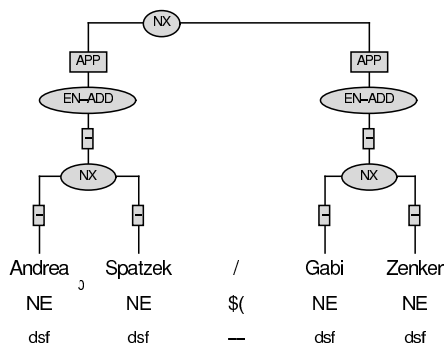 NX
APP APP
EN-ADD EN-ADD
- -
NX NX
- - - -
Andrea Spatzek / Gabi Zenker
NE NE $( NE NE
dsf dsf -- dsf dsf